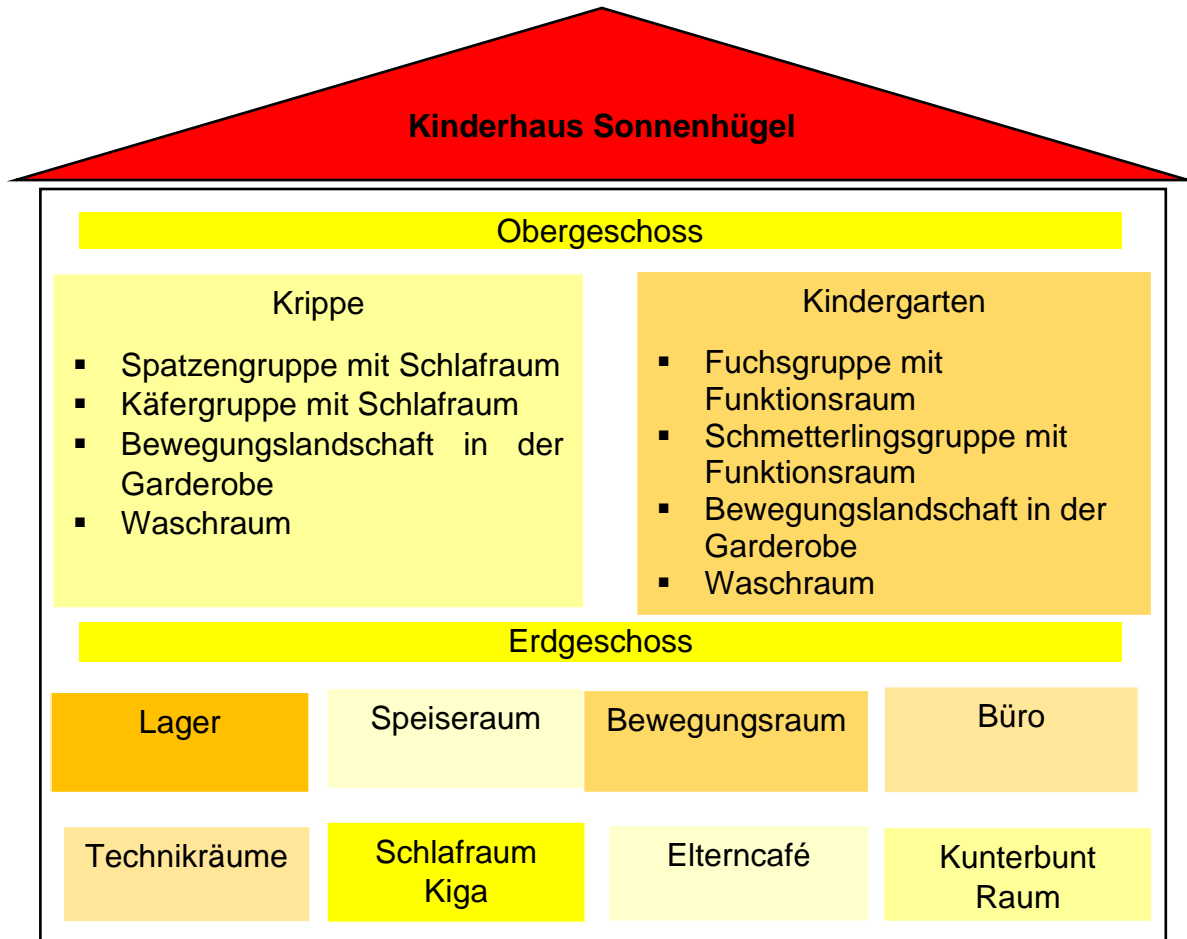 Kinderhaus Sonnenhügel
Obergeschoss
Krippe
▪ Spatzengruppe mit Schlafraum
▪ Käfergruppe mit Schlafraum
▪ Bewegungslandschaft in der
Garderobe
▪ Waschraum
Kindergarten
▪ Fuchsgruppe mit
Funktionsraum
▪ Schmetterlingsgruppe mit
Funktionsraum
▪ Bewegungslandschaft in der
Garderobe
▪ Waschraum
Erdgeschoss
Lager
Speiseraum
Bewegungsraum
Büro
Technikräume
Schlafraum
Kiga
Elterncafé
Kunterbunt
Raum